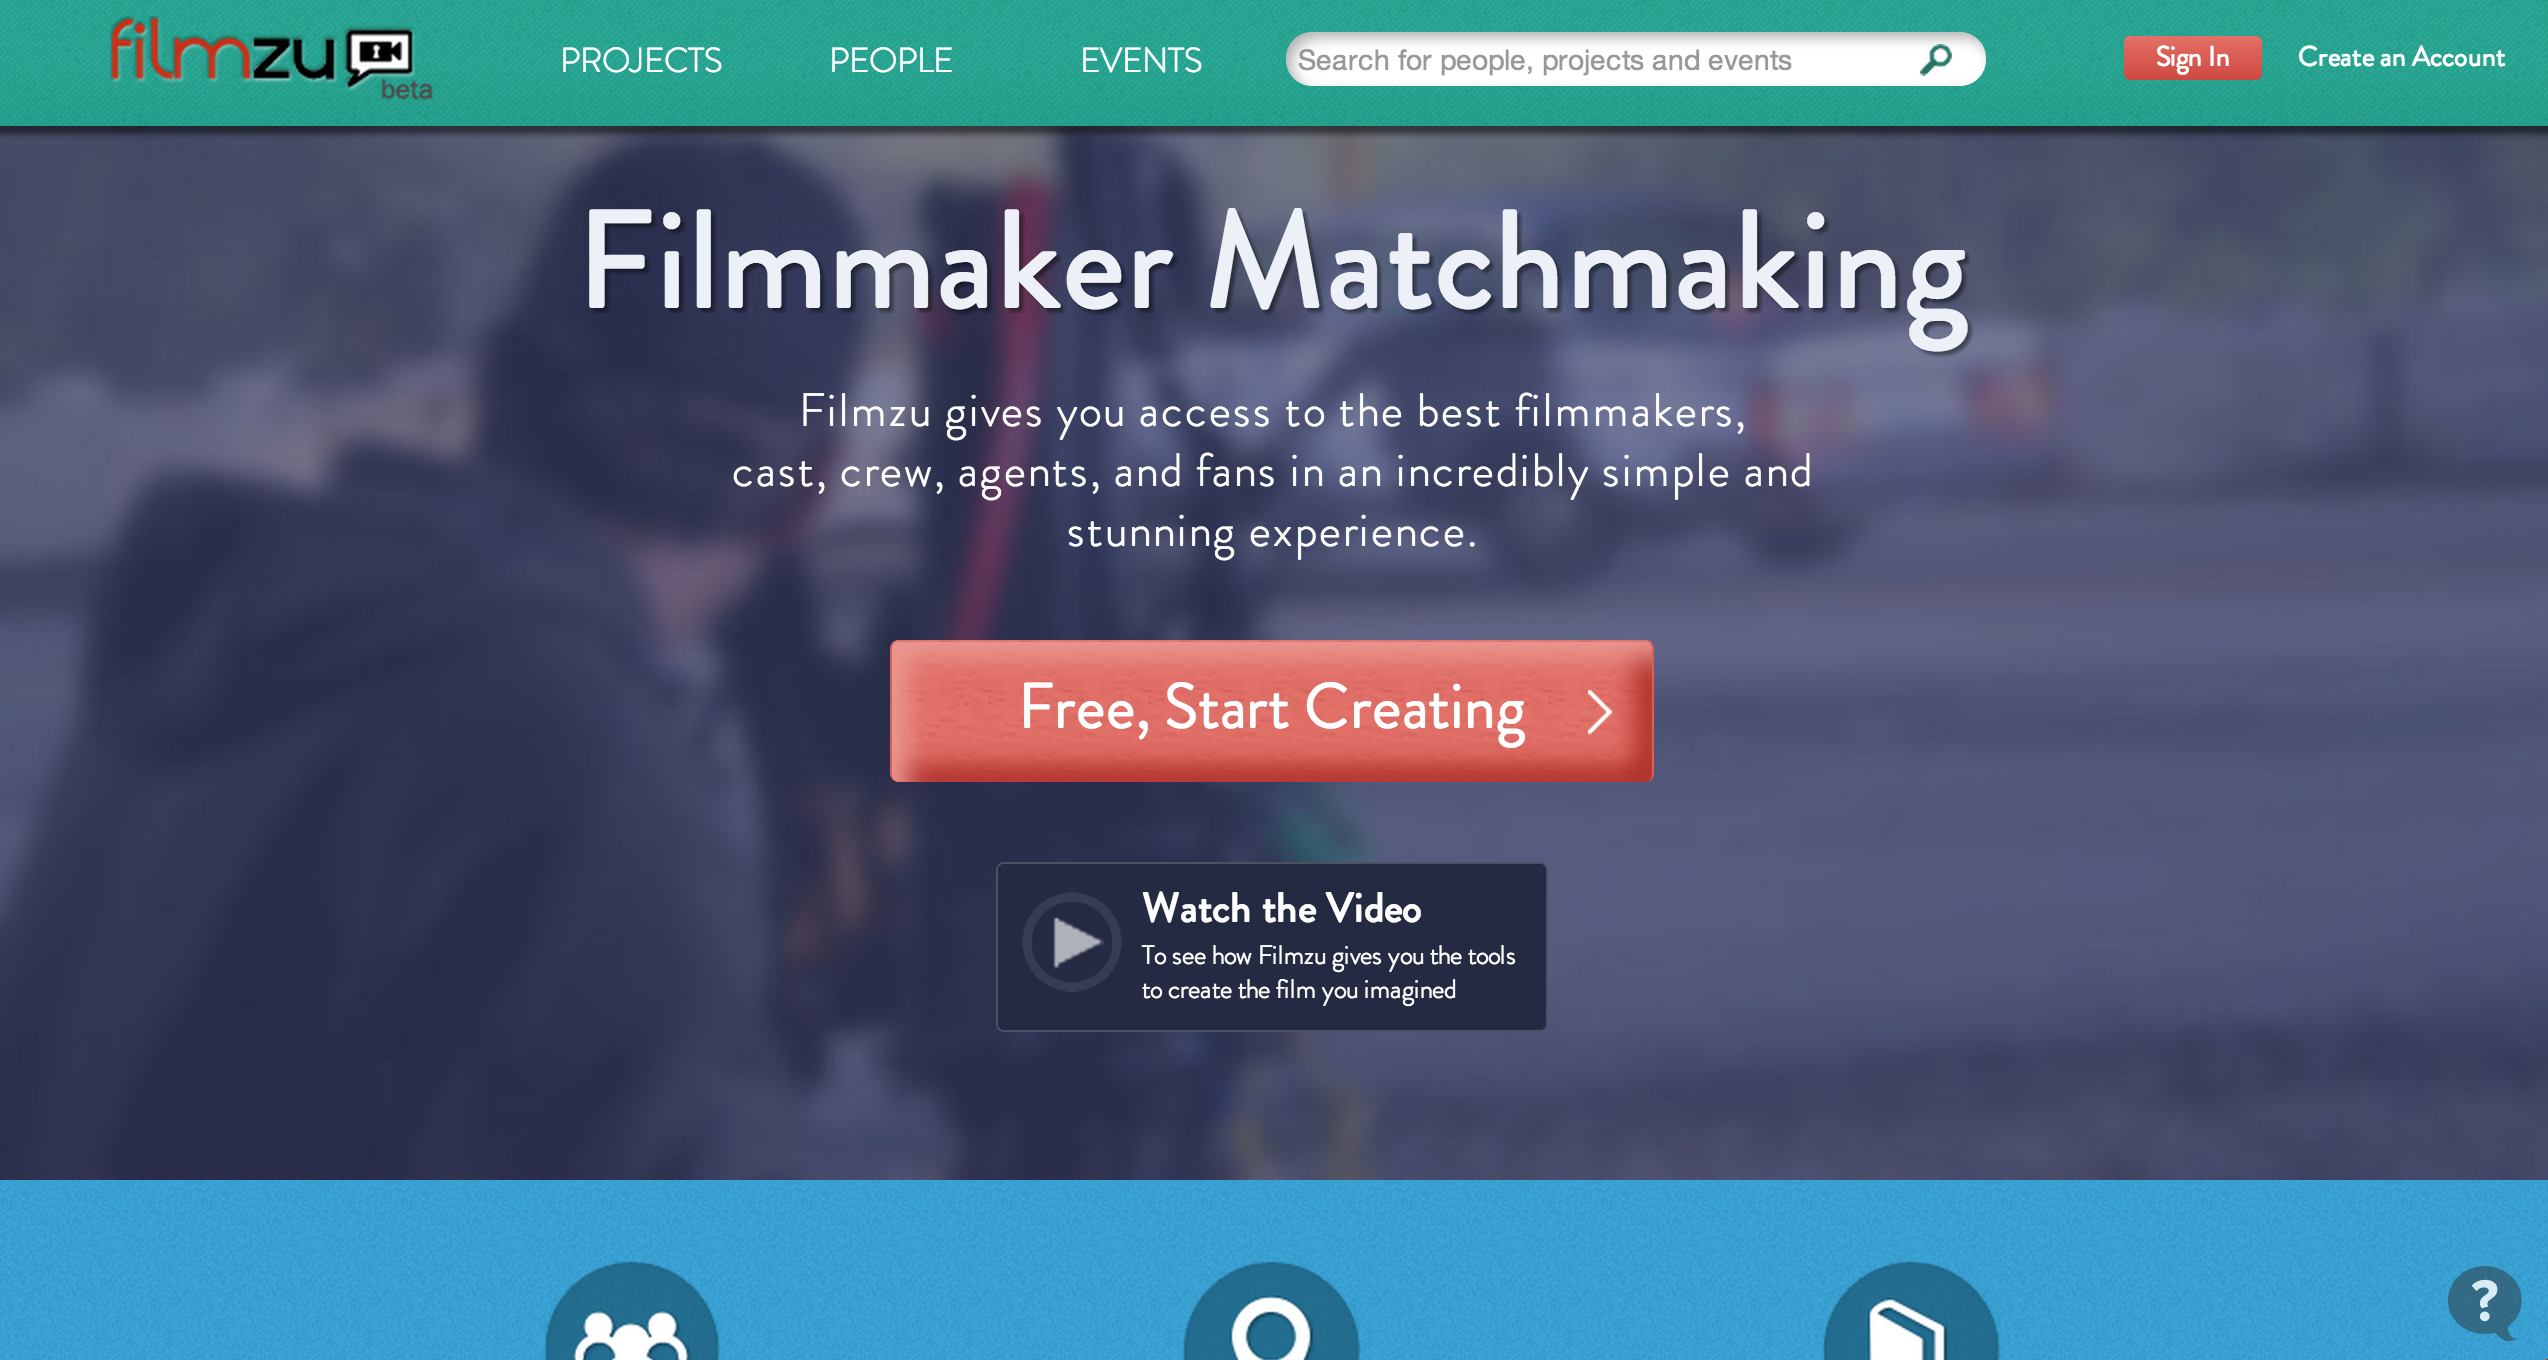 filmzu
beta
PROJECTS
PEOPLE
EVENTS
Search for people, projects and events
Sign In
Create an Account
Filmmaker Matchmaking
Filmzu gives you access to the best filmmakers,
cast, crew, agents, and fans in an incredibly simple and
stunning experience.
Free, Start Creating
Watch the Video
To see how Filmzu gives you the tools
to create the film you imagined
?